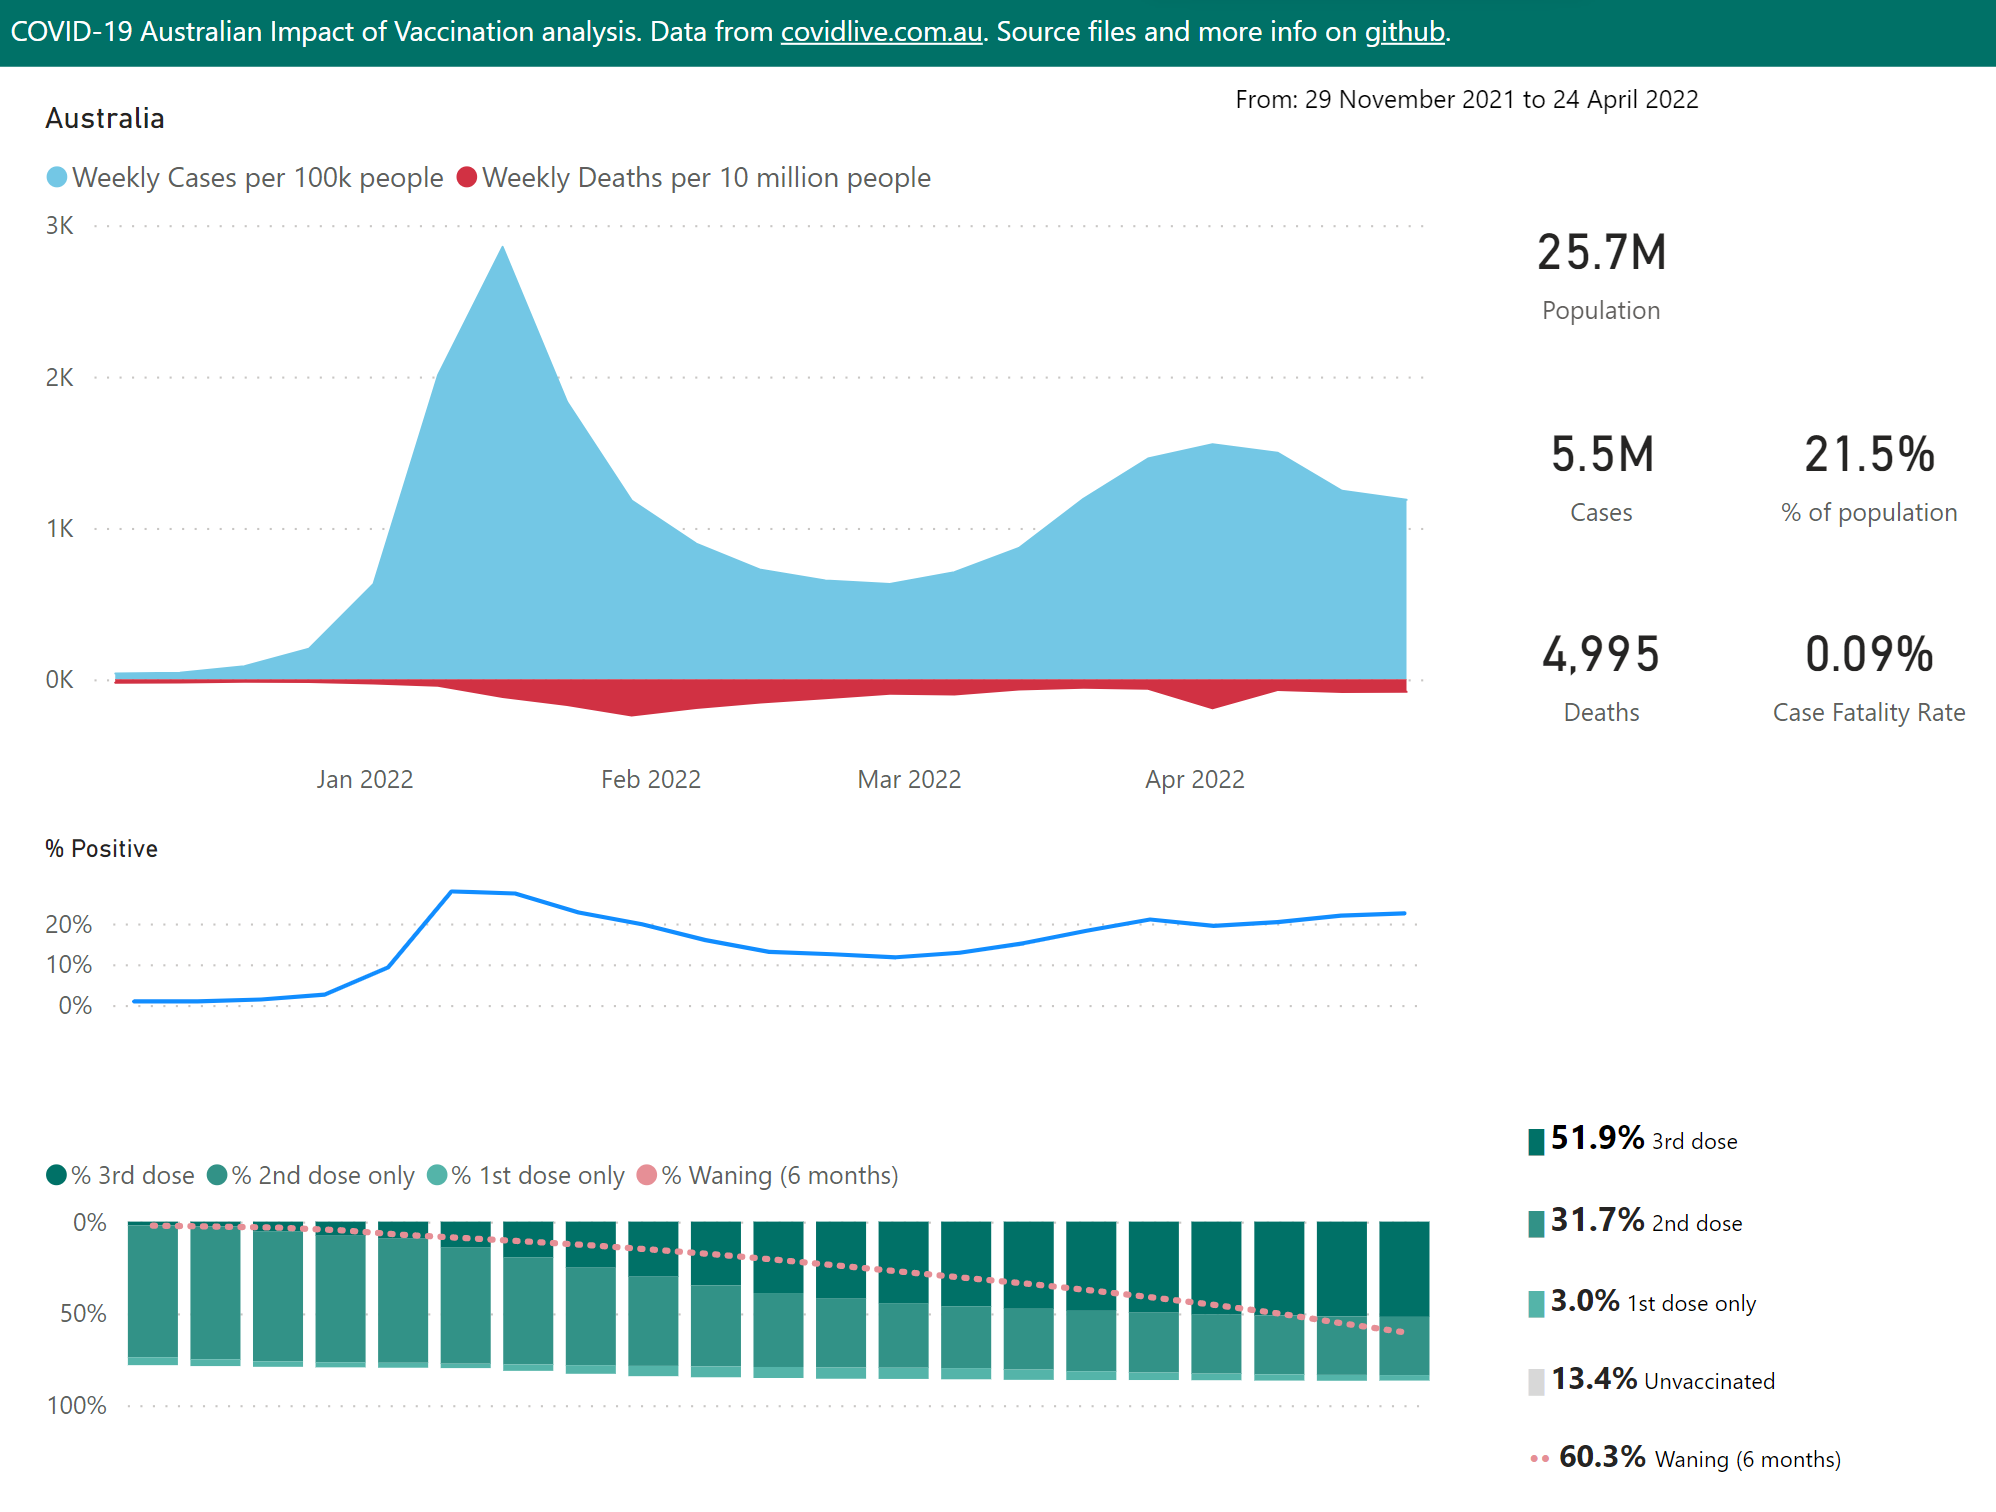 COVID-19 Australian Impact of Vaccination analysis. Data from covidlive.com.au. Source files and more info on github.
From: 29 November 2021 to 24 April 2022
Australia
Weekly Cases per 100k people Weekly Deaths per 10 million people
3K
2K
1K
0K
Jan 2022 Feb 2022 Mar 2022 Apr 2022
25.7M
Population
5.5M 21.5%
Cases % of population
4,995 0.09%
Deaths Case Fatality Rate
% Positive
20%
10%
0%
% 3rd dose % 2nd dose only % 1st dose only % Waning (6 months)
0%
50%
100%
51.9% 3rd dose
31.7% 2nd dose
3.0% 1st dose only
13.4% Unvaccinated
60.3% Waning (6 months)